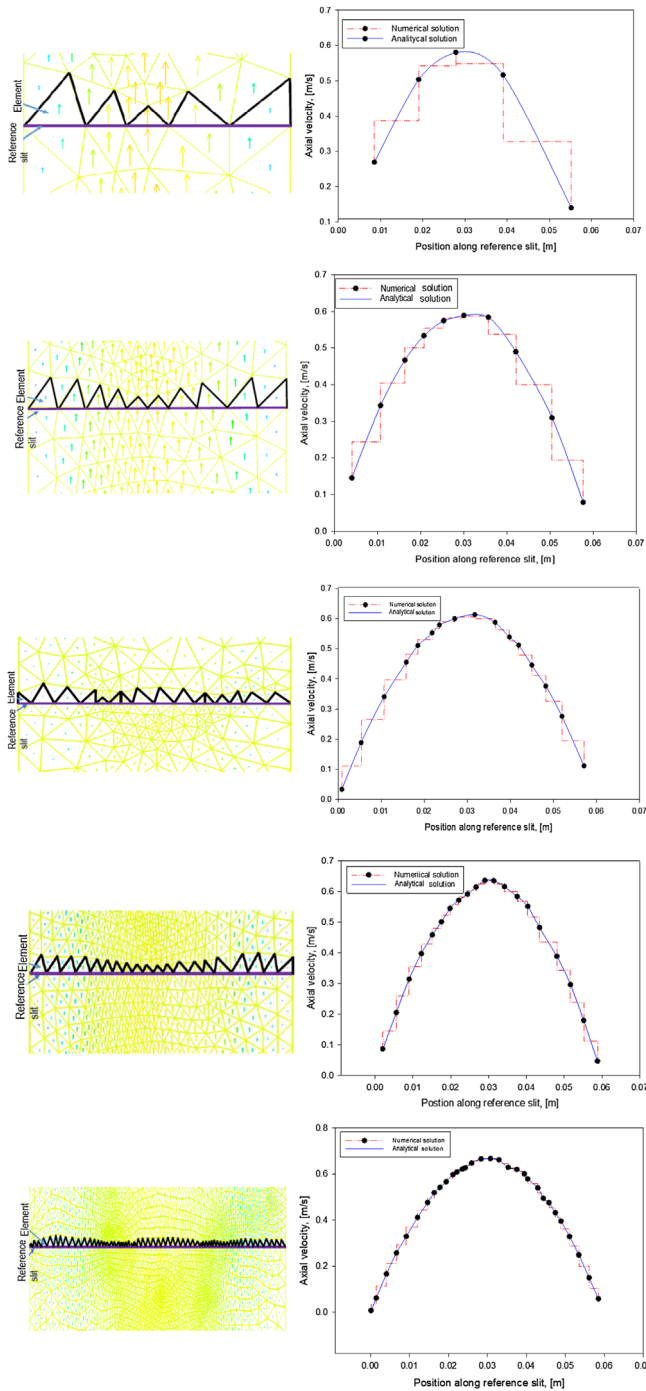 Element
Reference
slit
Numerical solution
Analitycal solution
Axial velocity, [m/s]
0.7
0.6
0.5
0.4
0.3
0.2
0.1
0.00 0.01 0.02 0.03 0.04 0.05 0.06 0.07
Position along reference slit, [m]
Element
Reference
slit
Numerical solution
Analytical solution
Axial velocity, [m/s]
0.7
0.6
0.5
0.4
0.3
0.2
0.1
0.0
0.00 0.01 0.02 0.03 0.04 0.05 0.06 0.07
Position along reference slit, [m]
Element
Reference
slit
Numerical solution
Analytical solution
Axial velocity, [m/s]
0.7
0.6
0.5
0.4
0.3
0.2
0.1
0.0
0.00 0.01 0.02 0.03 0.04 0.05 0.06 0.07
Position along reference slit, [m]
Element
Reference
slit
Numeriical solution
Analytical solution
Axial velocity, [m/s]
0.7
0.6
0.5
0.4
0.3
0.2
0.1
0.0
0.00 0.01 0.02 0.03 0.04 0.05 0.06 0.07
Postion along reference slit, [m]
Element
Reference
slit
Numerical solution
Analytical solution
Axial velocity, [m/s]
0.8
0.6
0.4
0.2
0.0
0.00 0.01 0.02 0.03 0.04 0.05 0.06 0.0
Position along reference slit, [m]